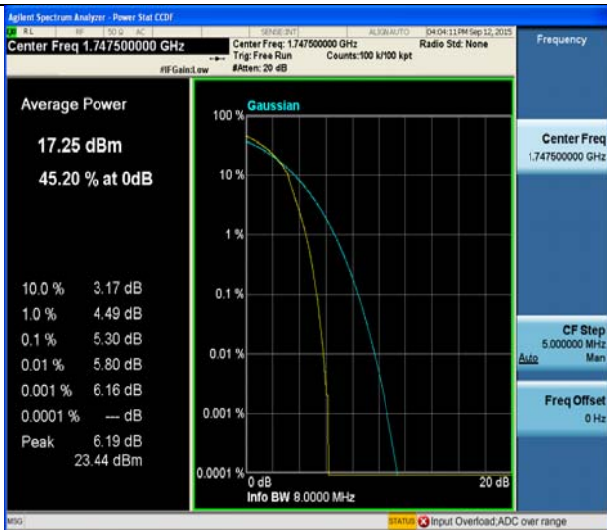 Agilent Spectrum Analyzer - Power Stat CCDF
RL RF 50 Ω AC SENSE:INT ALIGN AUTO 04:04:11 PM Sep 12, 2015
Center Freq 1.747500000 GHz
Center Freq: 1.747500000 GHz Radio Std: None
Trig: Free Run Counts:100 k/100 kpt
#IFGain:Low #Atten: 20 dB
Frequency
Average Power
17.25 dBm
45.20 % at 0dB
10.0 % 3.17 dB
1.0 % 4.49 dB
0.1 % 5.30 dB
0.01 % 5.80 dB
0.001 % 6.16 dB
0.0001 % --- dB
Peak 6.19 dB
23.44 dBm
Gaussian
100 %
10 %
1 %
0.1 %
0.01 %
0.001 %
0.0001 %
0 dB 20 dB
Info BW 8.0000 MHz
Center Freq
1.747500000 GHz
CF Step
5.000000 MHz
Auto Man
Freq Offset
0 Hz
MSG STATUS Input Overload;ADC over range